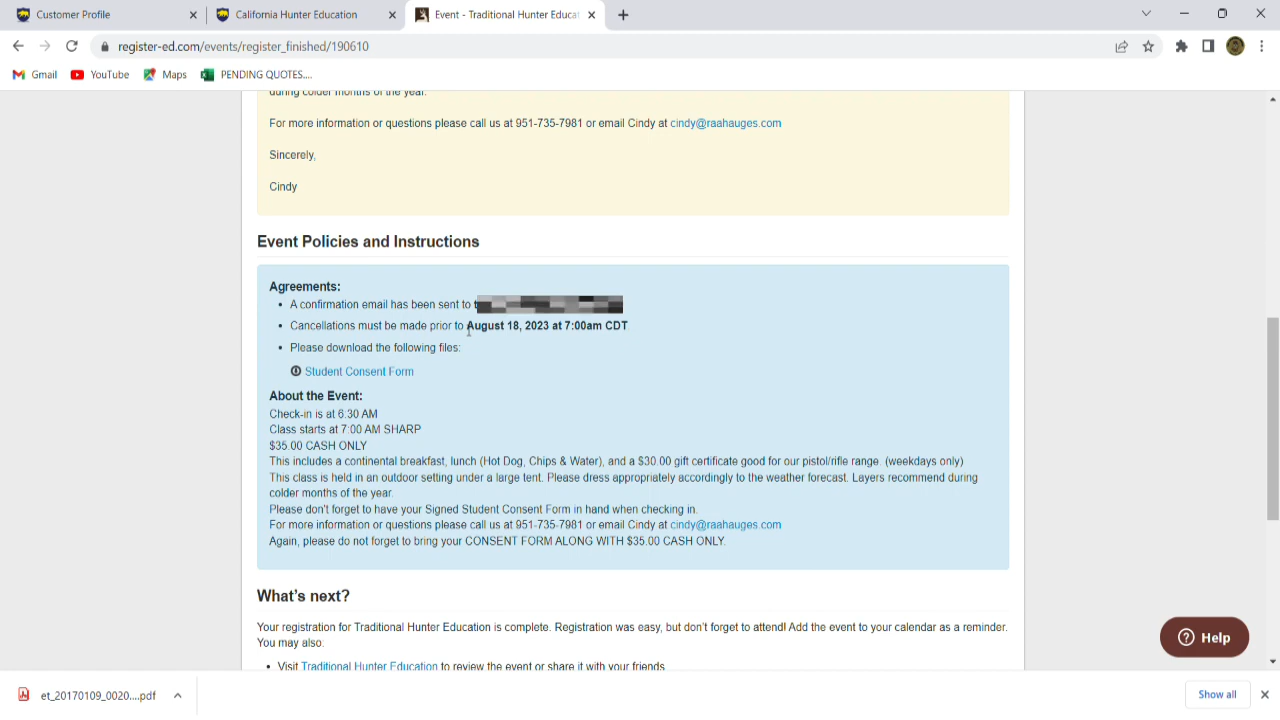 Customer Profile
California Hunter Education
Event - Traditional Hunter Educat
register-ed.com/events/register_finished/190610
Gmail
YouTube
Maps
PENDING QUOTES....
during colder months of the year.
For more information or questions please call us at 951-735-7981 or email Cindy at cindy@raahauges.com
Sincerely,
Cindy
Event Policies and Instructions
Agreements:
• A confirmation email has been sent to
• Cancellations must be made prior to August 18, 2023 at 7:00am CDT
• Please download the following files:
Student Consent Form
About the Event:
Check-in is at 6:30 AM
Class starts at 7:00 AM SHARP
$35.00 CASH ONLY
This includes a continental breakfast, lunch (Hot Dog, Chips & Water), and a $30.00 gift certificate good for our pistol/rifle range. (weekdays only)
This class is held in an outdoor setting under a large tent. Please dress appropriately accordingly to the weather forecast. Layers recommend during
colder months of the year.
Please don't forget to have your Signed Student Consent Form in hand when checking in.
For more information or questions please call us at 951-735-7981 or email Cindy at cindy@raahauges.com
Again, please do not forget to bring your CONSENT FORM ALONG WITH $35.00 CASH ONLY.
What's next?
Your registration for Traditional Hunter Education is complete. Registration was easy, but don't forget to attend! Add the event to your calendar as a reminder.
You may also:
• Visit Traditional Hunter Education to review the event or share it with your friends
Help
et_20170109_0020....pdf
Show all